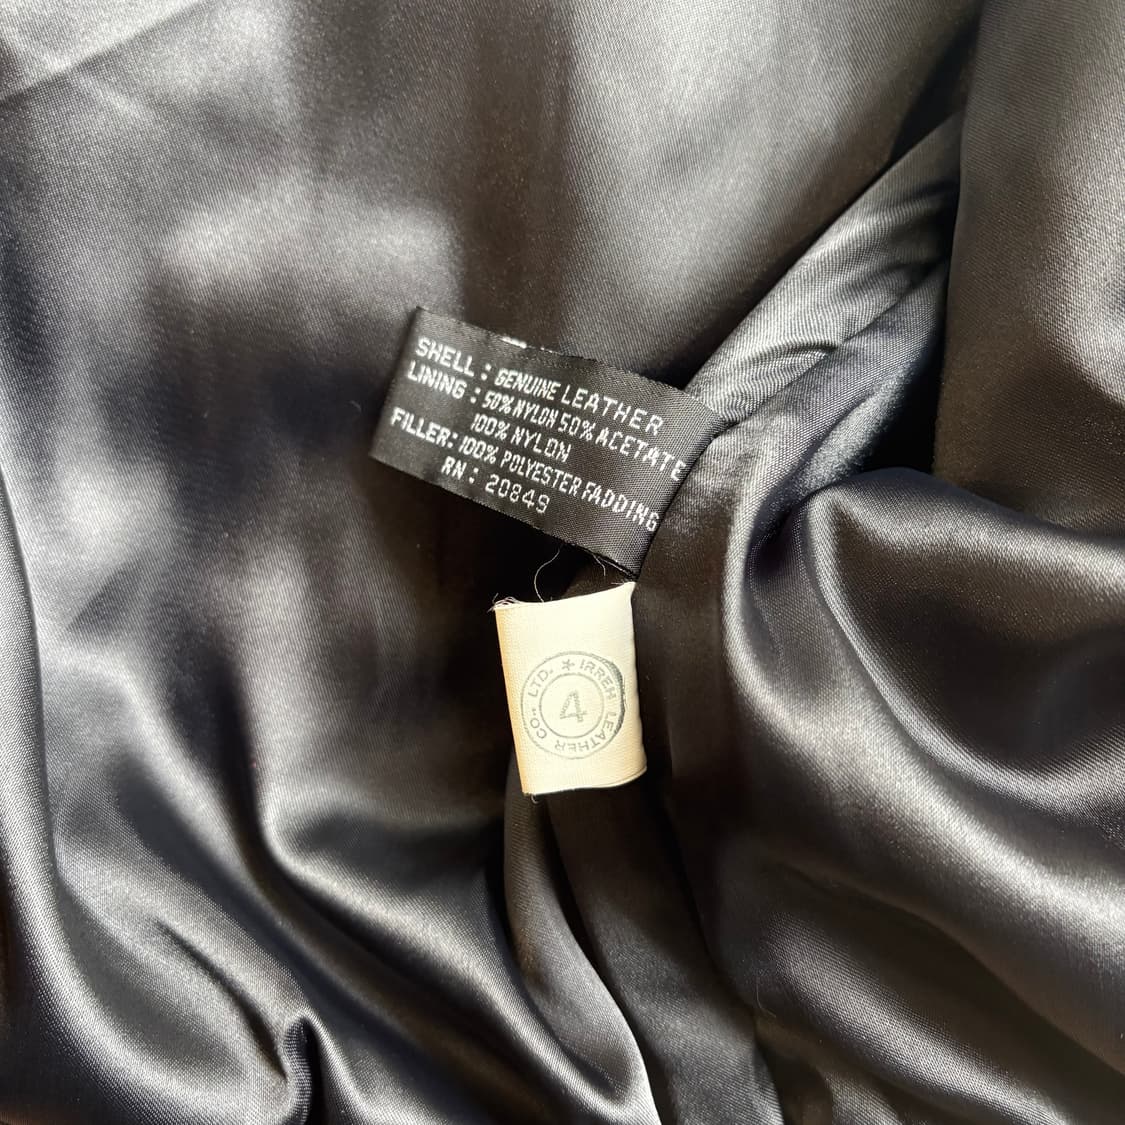 SHELL : GENUINE LEATHER
LINING : 50% NYLON 50% ACETATE
100% NYLON
FILLER: 100% POLYESTER FADDING
RN : 20849
IRREH LEATHER CO., LTD.
4